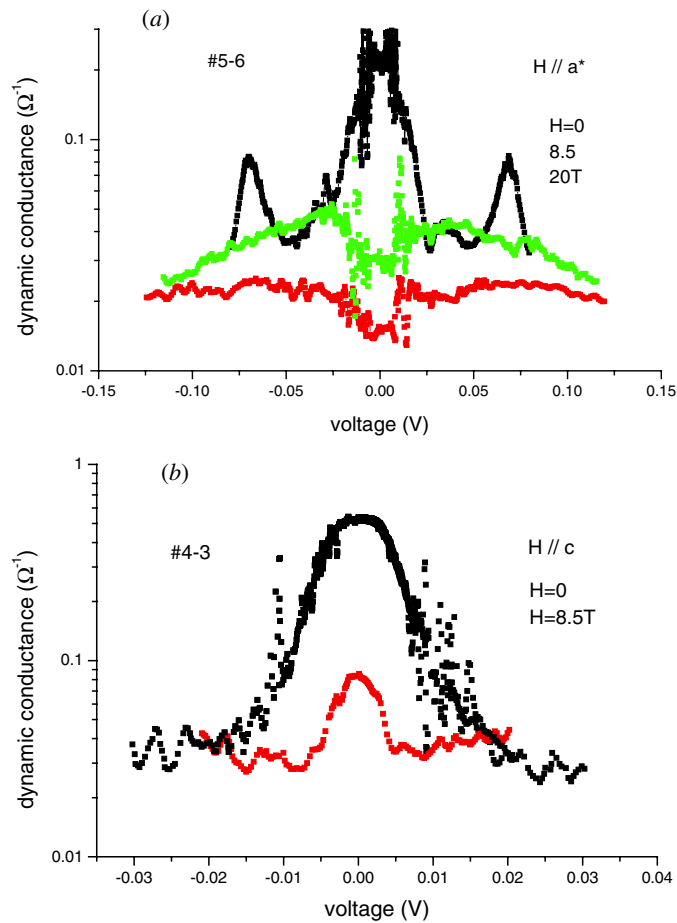 (a)
#5-6
H // a*
H=0
8.5
20T
dynamic conductance (Ω⁻¹)
0.1
0.01
-0.15
-0.10
-0.05
0.00
0.05
0.10
0.15
voltage (V)
(b)
#4-3
H // c
H=0
H=8.5T
dynamic conductance (Ω⁻¹)
1
0.1
0.01
-0.03
-0.02
-0.01
0.00
0.01
0.02
0.03
0.04
voltage (V)